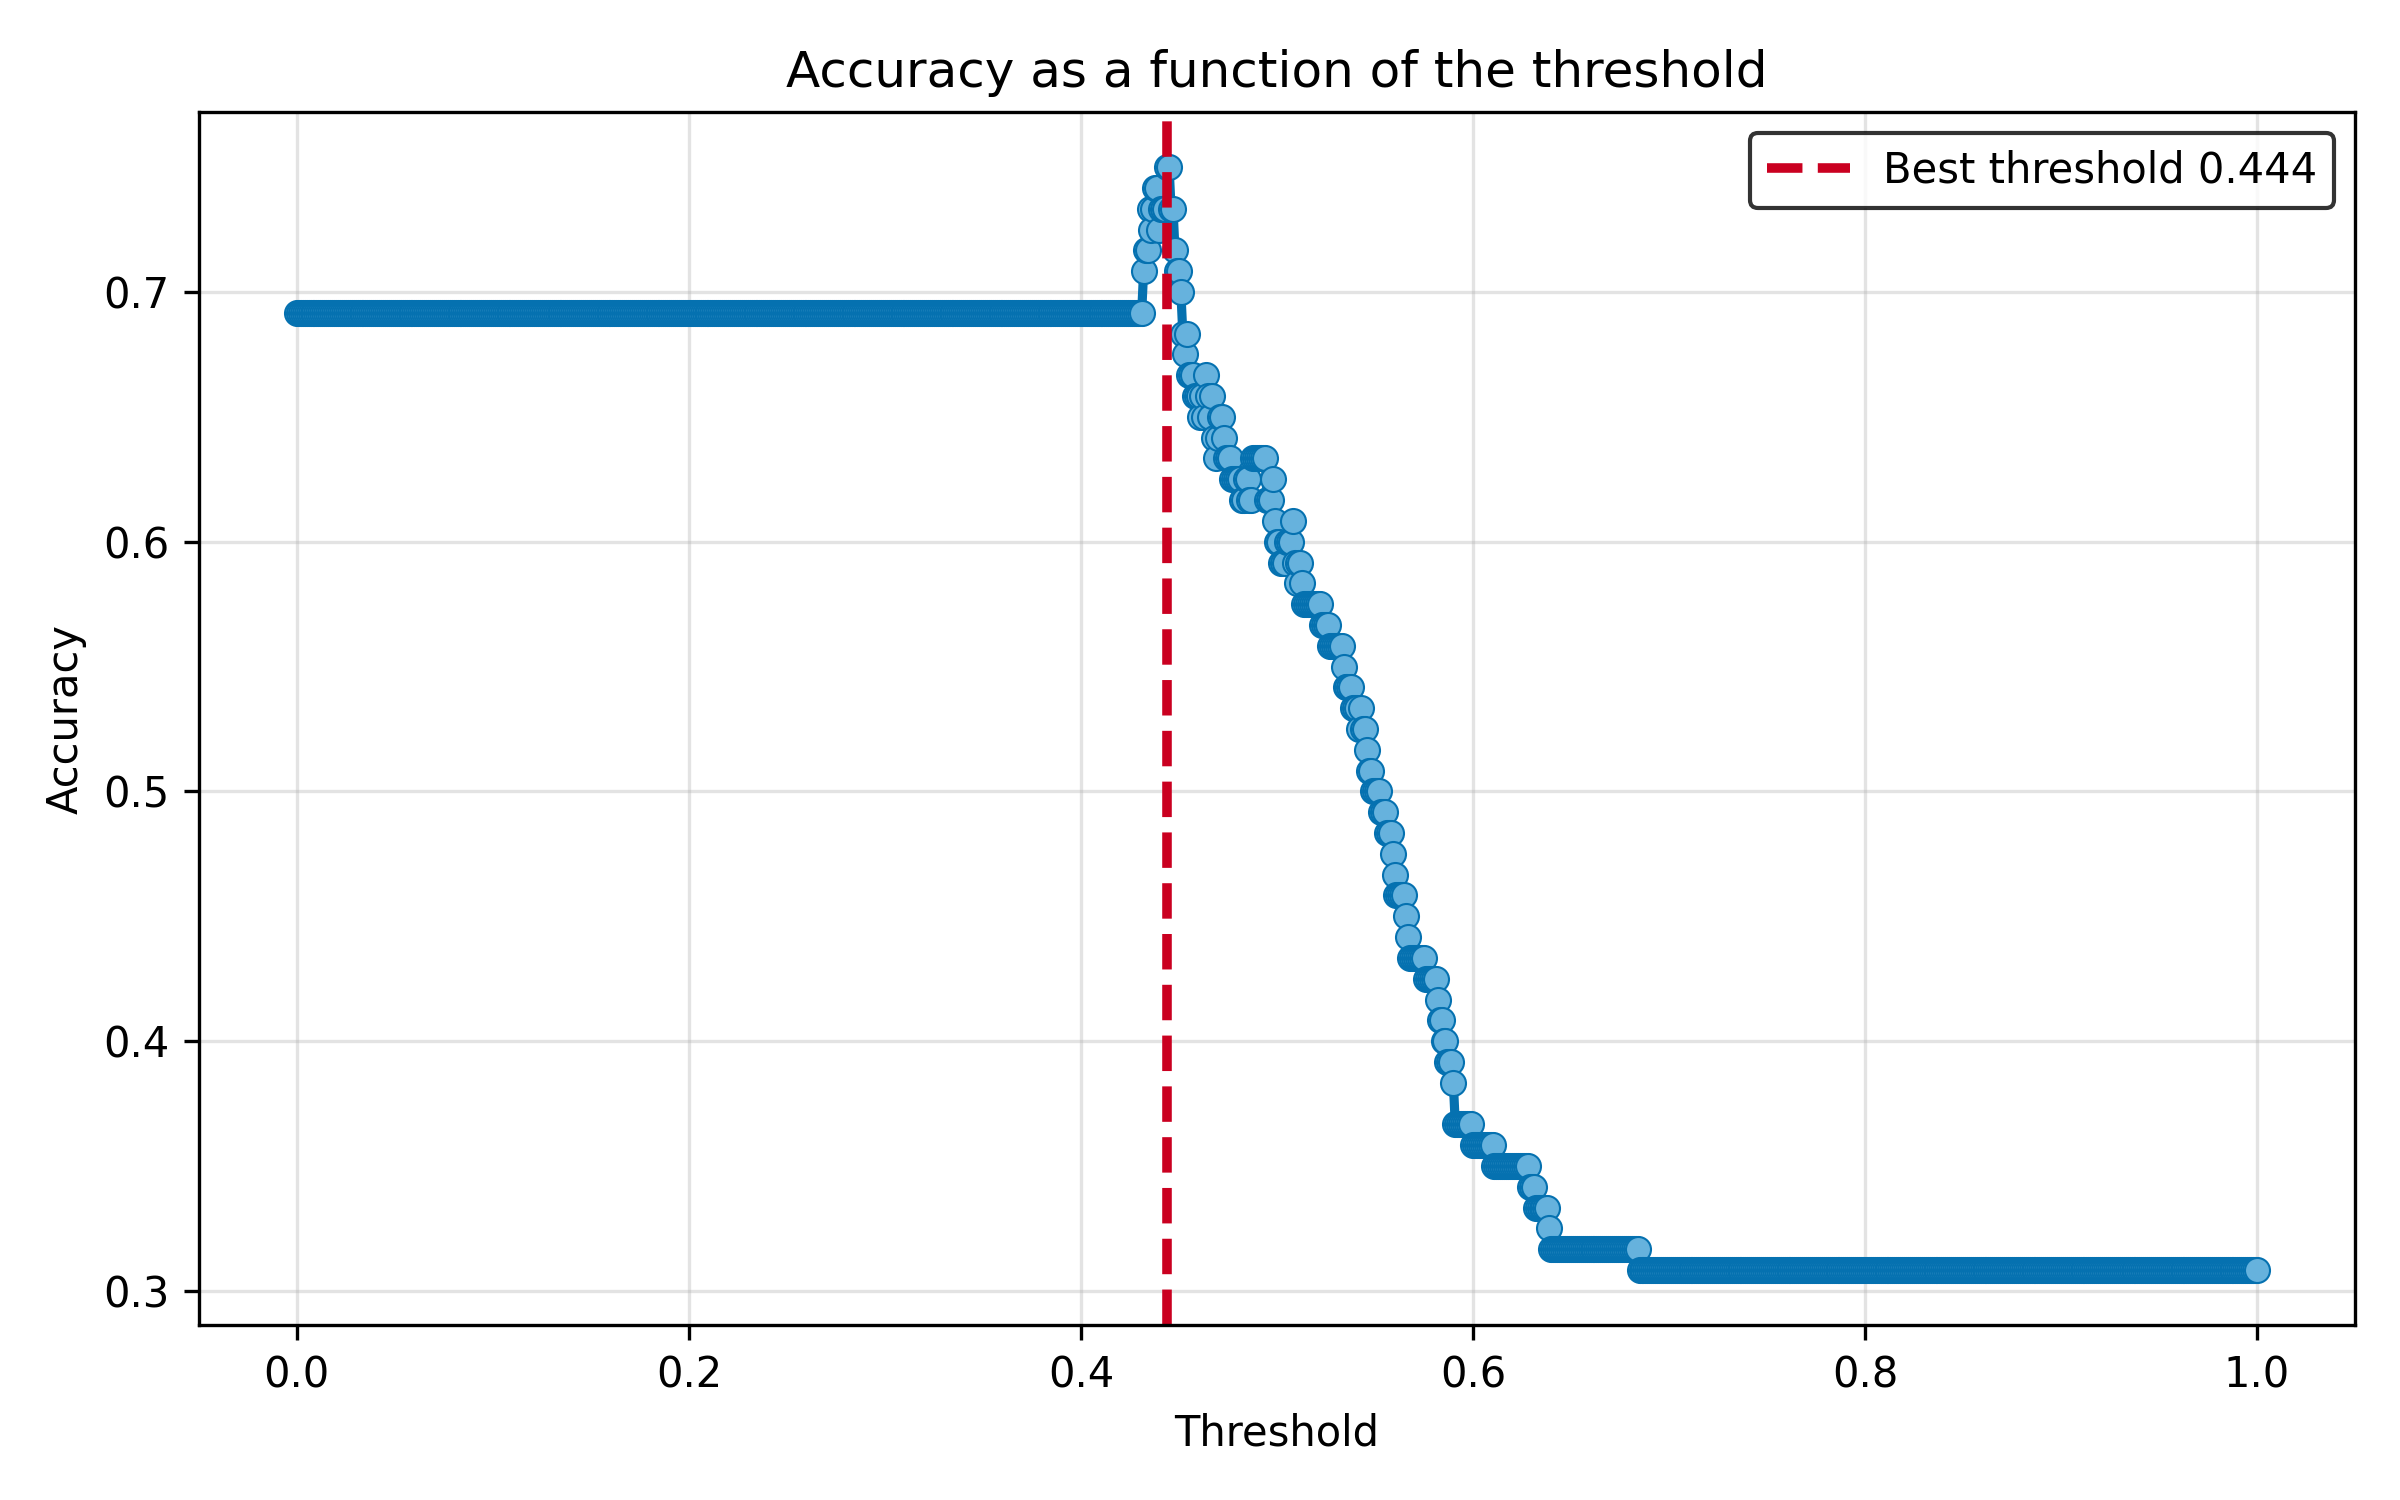 Accuracy as a function of the threshold
Best threshold 0.444
Accuracy
0.7
0.6
0.5
0.4
0.3
0.0 0.2 0.4 0.6 0.8 1.0
Threshold